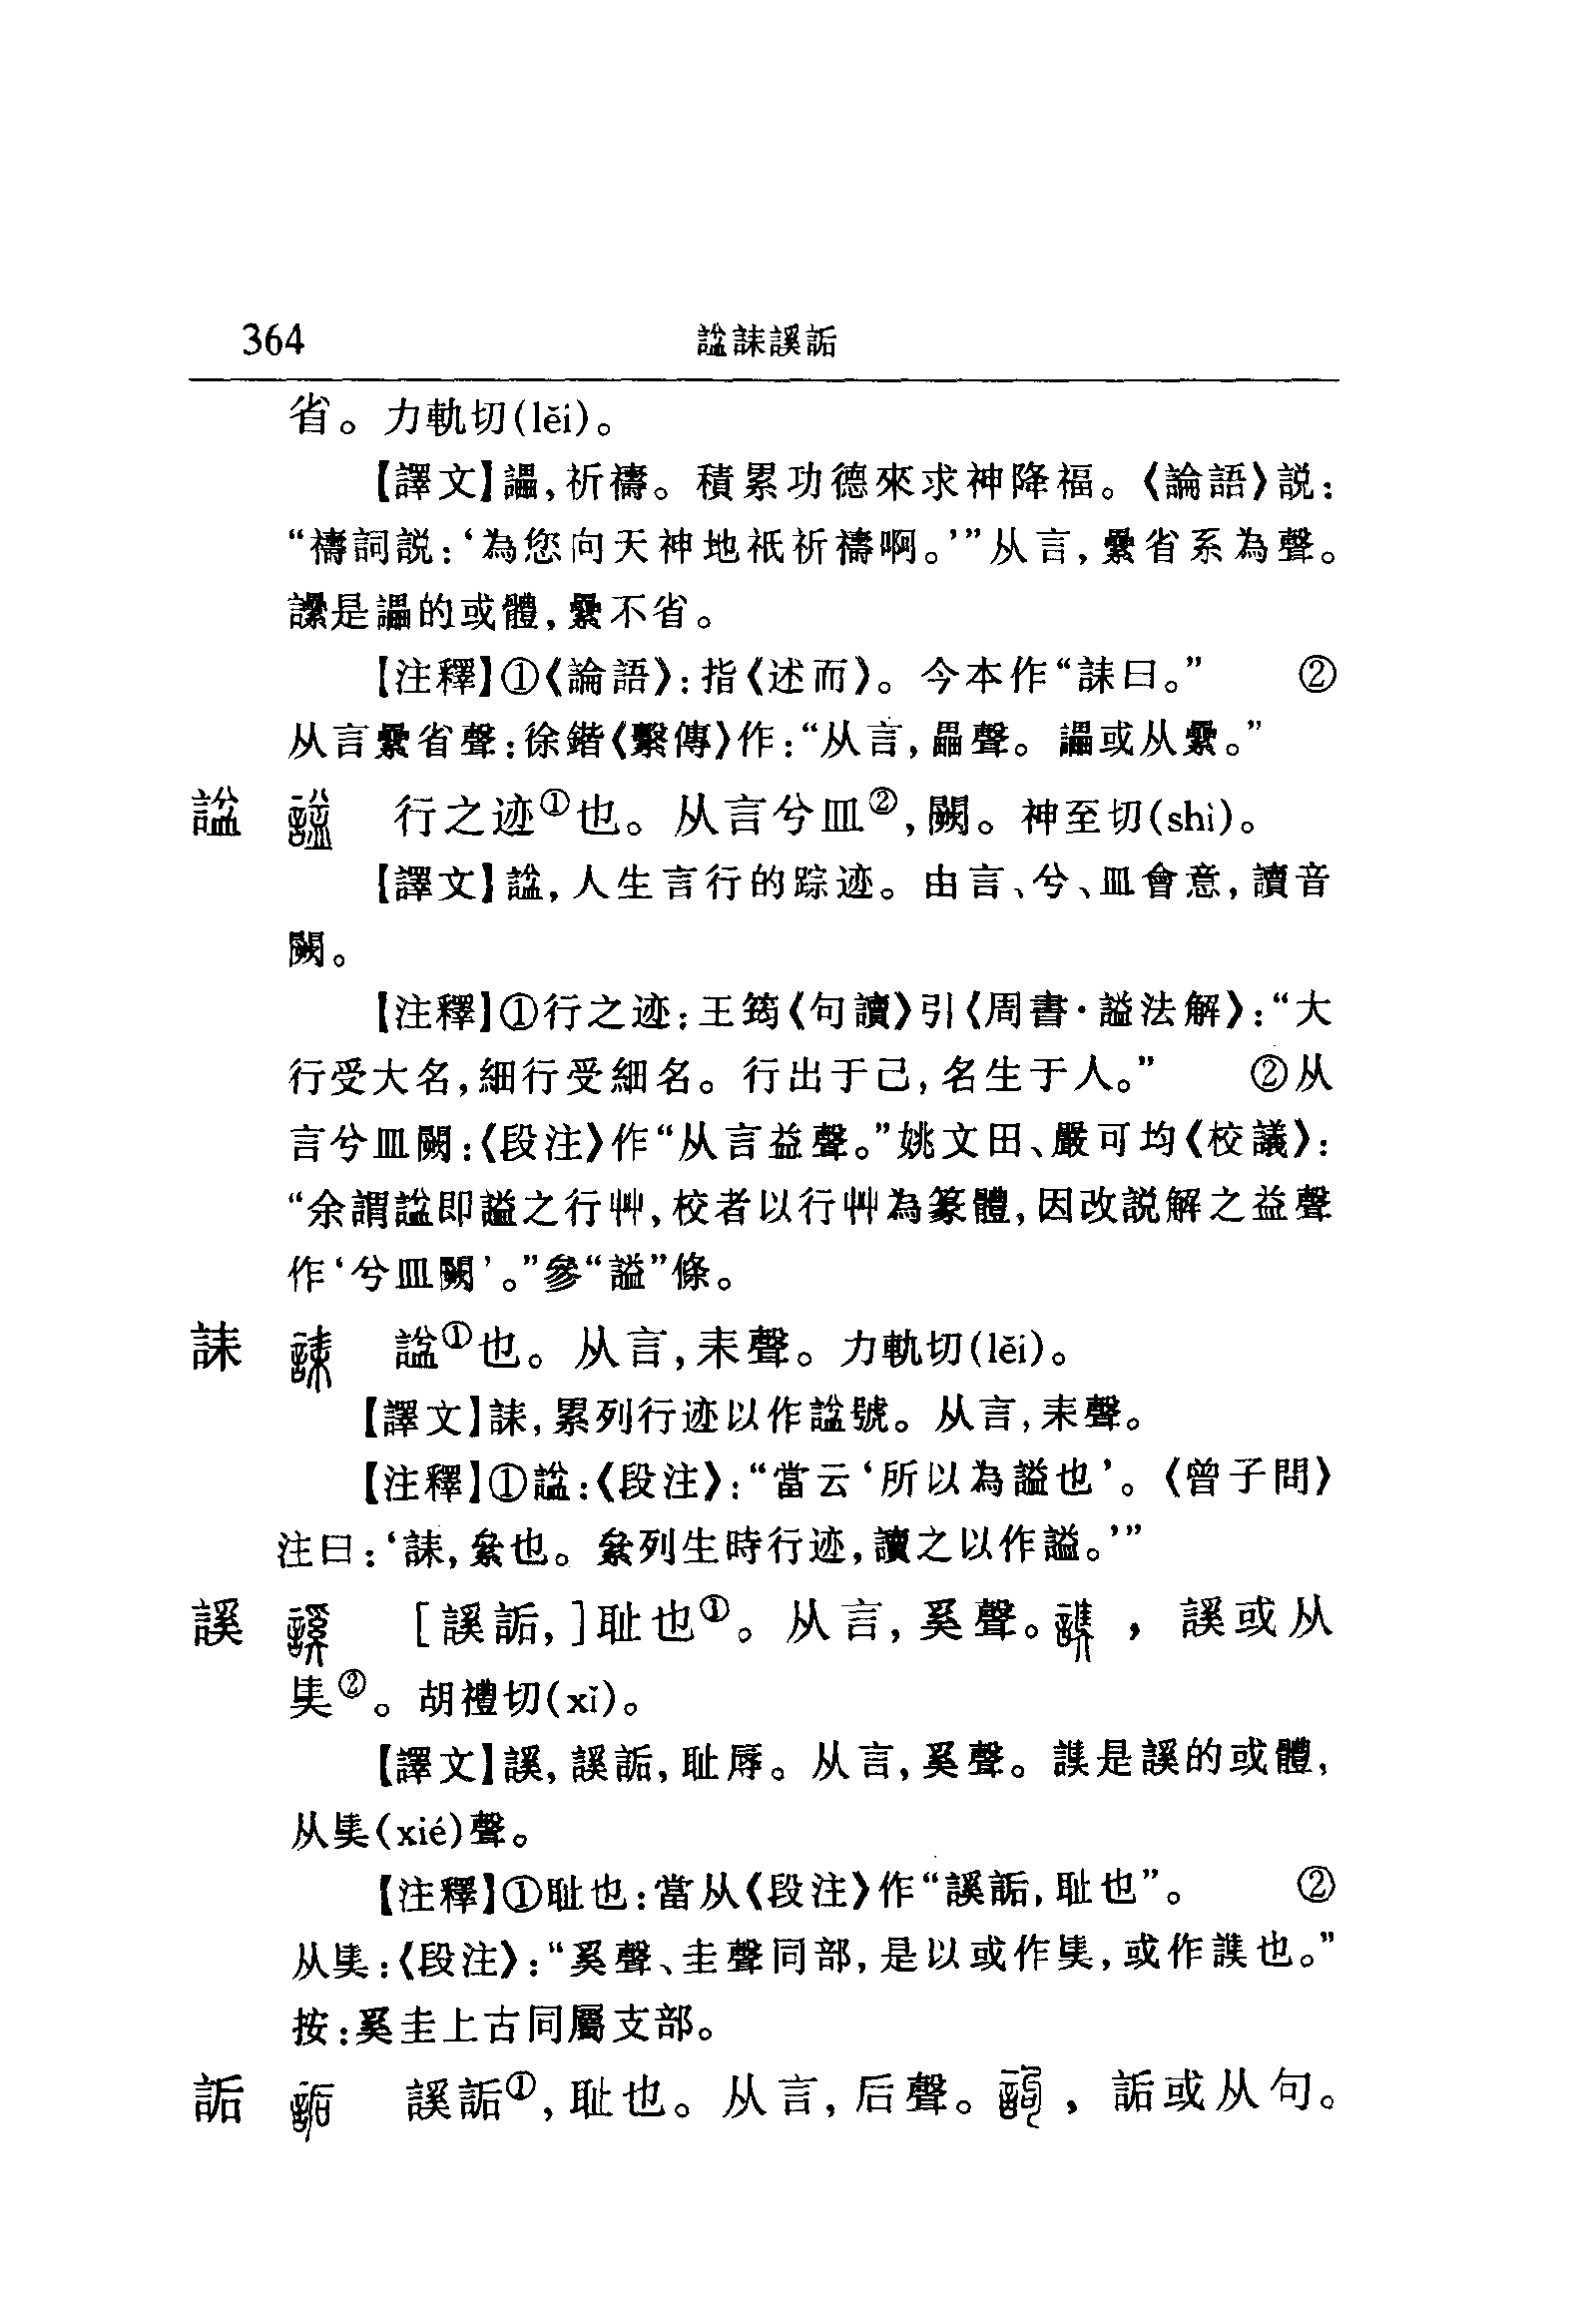 364
諡誄謑詬
省。力軌切(lěi)。
【譯文】讄,祈禱。積累功德來求神降福。《論語》説:
“禱詞説:‘為您向天神地祇祈禱啊。’”从言,纍省系為聲。
𧮢是讄的或體,纍不省。
【注釋】①《論語》:指《述而》。今本作“誄曰。” ②
从言纍省聲:徐鍇《繫傳》作:“从言,畾聲。讄或从纍。”
諡 行之迹①也。从言兮皿②,闕。神至切(shì)。
【譯文】諡,人生言行的踪迹。由言、兮、皿會意,讀音
闕。
【注釋】①行之迹:王筠《句讀》引《周書·謚法解》:“大
行受大名,細行受細名。行出于己,名生于人。” ②从
言兮皿闕:《段注》作“从言益聲。”姚文田、嚴可均《校議》:
“余謂諡即謚之行艸,校者以行艸為篆體,因改説解之益聲
作‘兮皿闕’。”參“謚”條。
誄 諡①也。从言,耒聲。力軌切(lěi)。
【譯文】誄,累列行迹以作諡號。从言,耒聲。
【注釋】①諡:《段注》:“當云‘所以為謚也’。《曾子問》
注曰:‘誄,絫也。絫列生時行迹,讀之以作謚。’”
謑 [謑詬,]耻也①。从言,奚聲。 ,謑或从
𡕢②。胡禮切(xǐ)。
【譯文】謑,謑詬,耻辱。从言,奚聲。䜁是謑的或體,
从𡕢(xié)聲。
【注釋】①耻也:當从《段注》作“謑詬,耻也”。 ②
从𡕢:《段注》:“奚聲、圭聲同部,是以或作𡕢,或作䜁也。”
按:奚圭上古同屬支部。
詬 謑詬①,耻也。从言,后聲。 ,詬或从句。